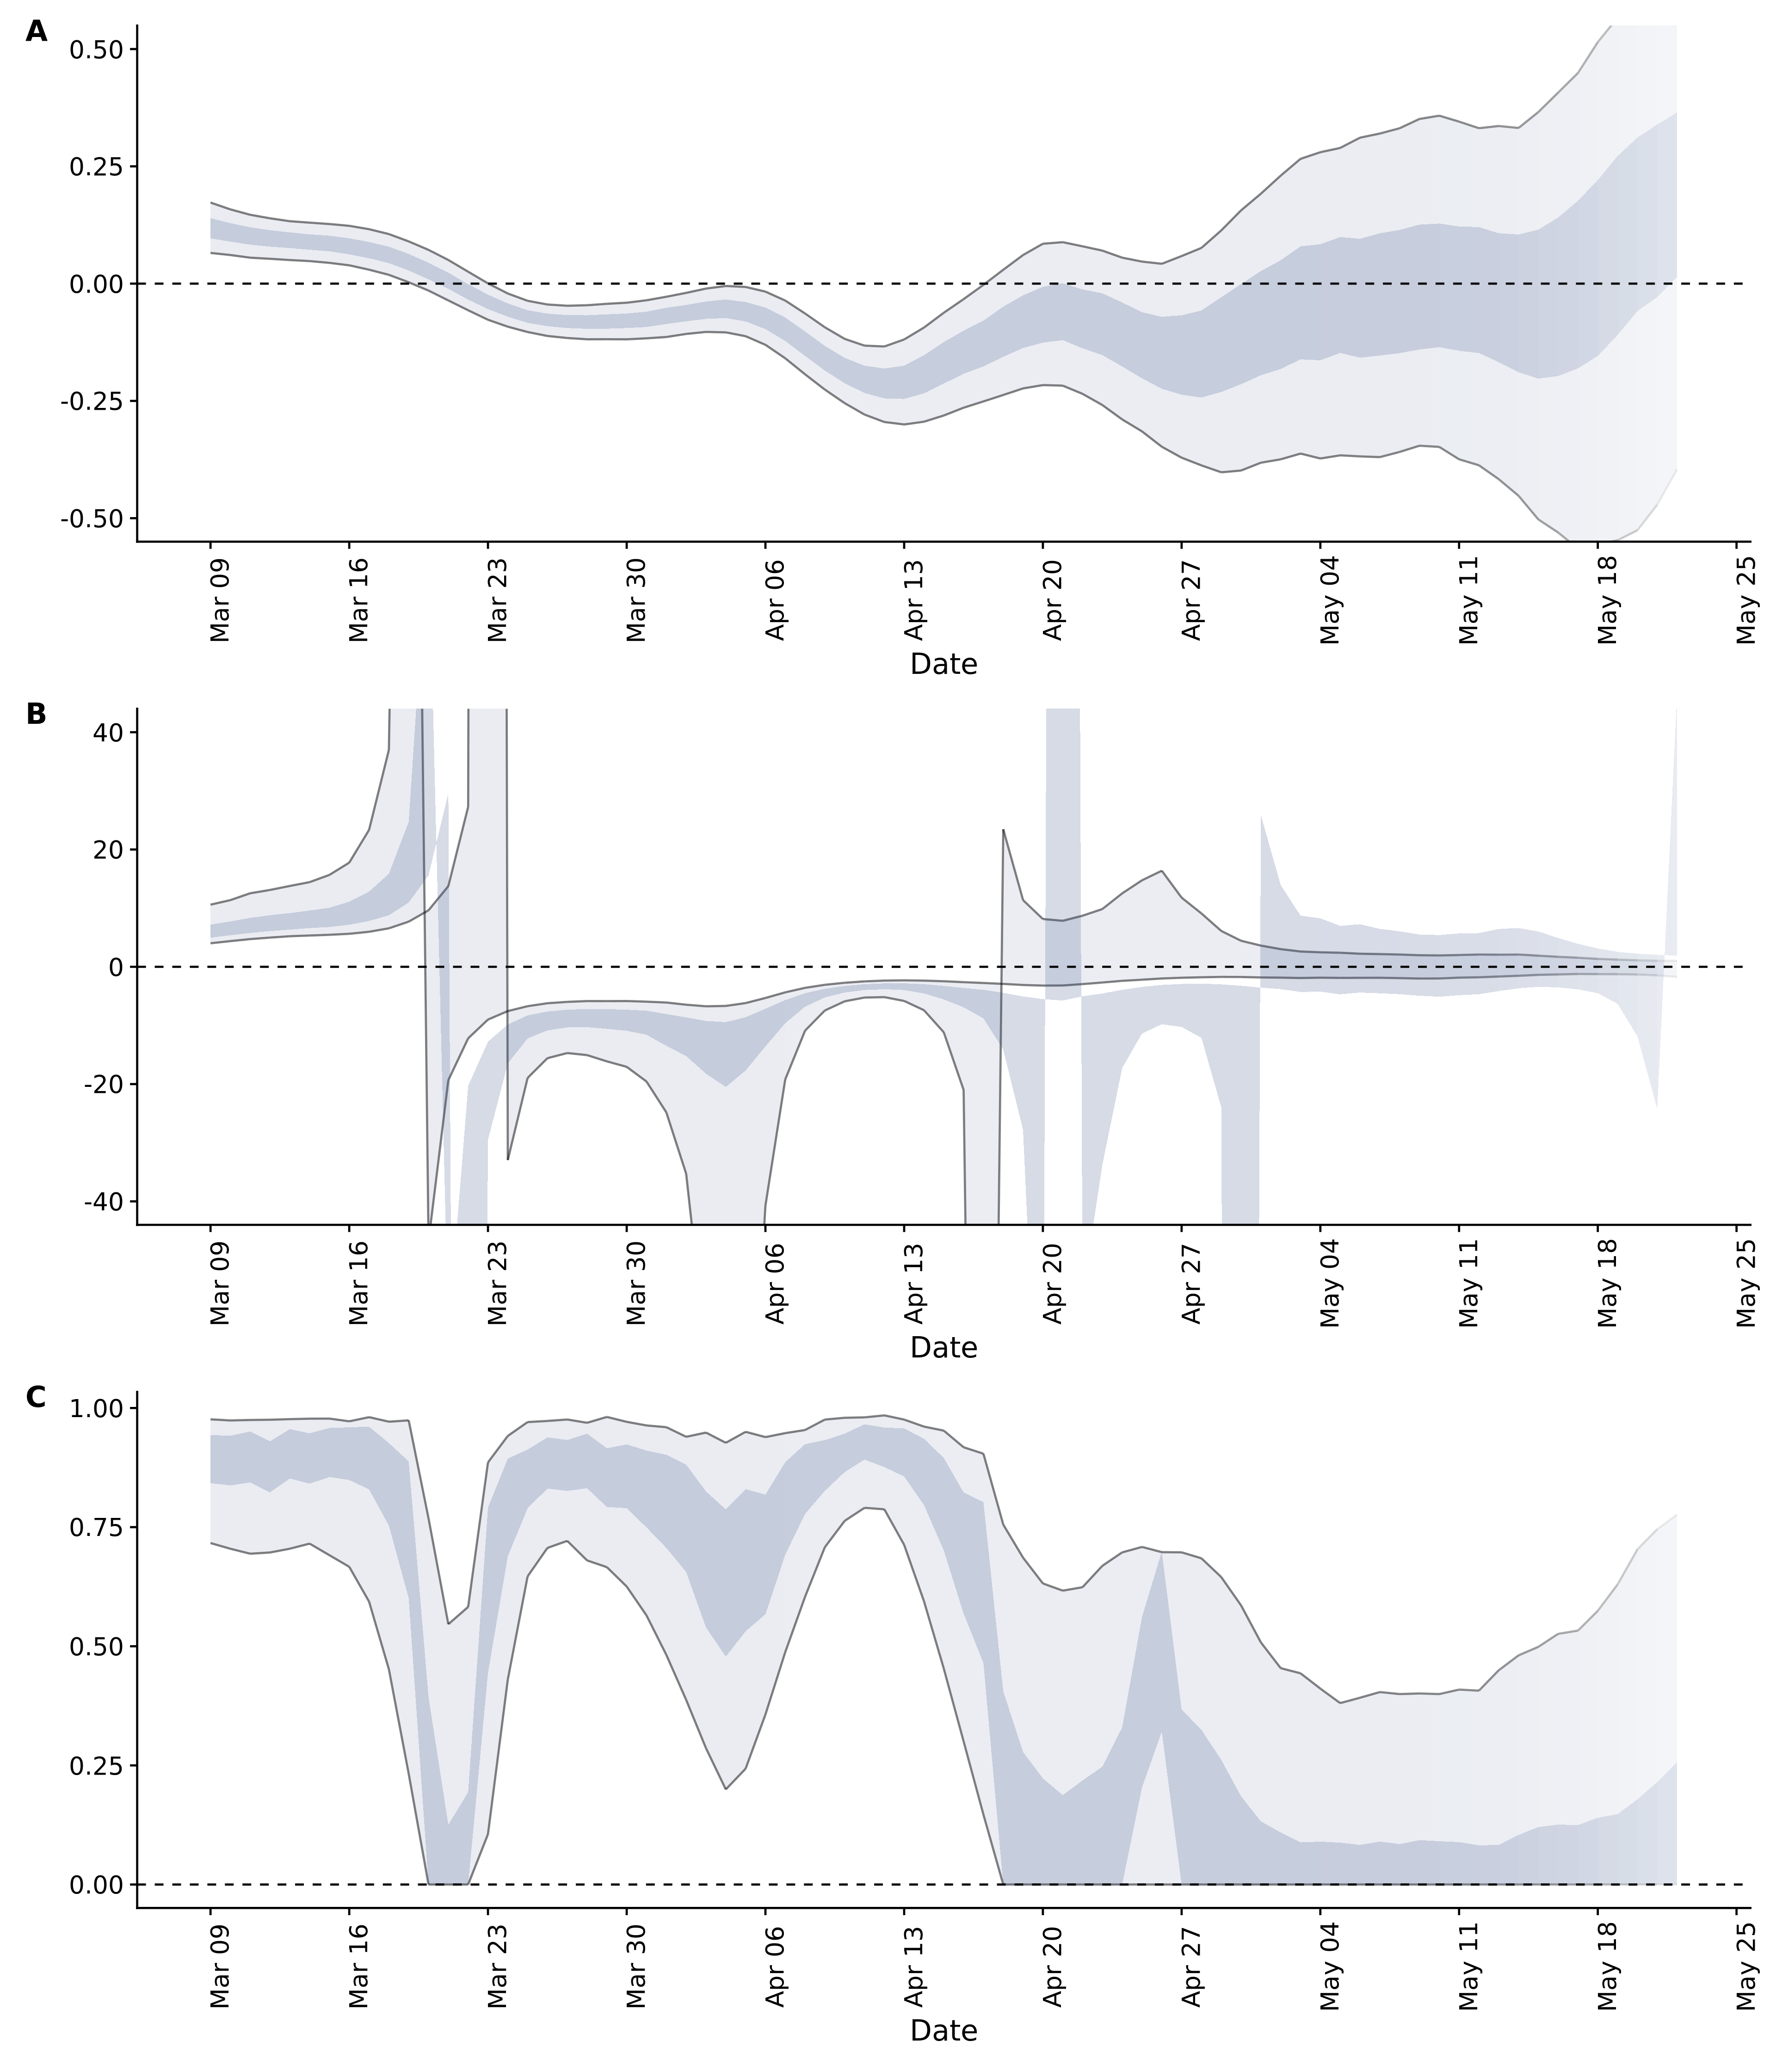 A
0.50
0.25
0.00
-0.25
-0.50
Mar 09
Mar 16
Mar 23
Mar 30
Apr 06
Apr 13
Apr 20
Apr 27
May 04
May 11
May 18
May 25
Date
B
40
20
0
-20
-40
Mar 09
Mar 16
Mar 23
Mar 30
Apr 06
Apr 13
Apr 20
Apr 27
May 04
May 11
May 18
May 25
Date
C
1.00
0.75
0.50
0.25
0.00
Mar 09
Mar 16
Mar 23
Mar 30
Apr 06
Apr 13
Apr 20
Apr 27
May 04
May 11
May 18
May 25
Date